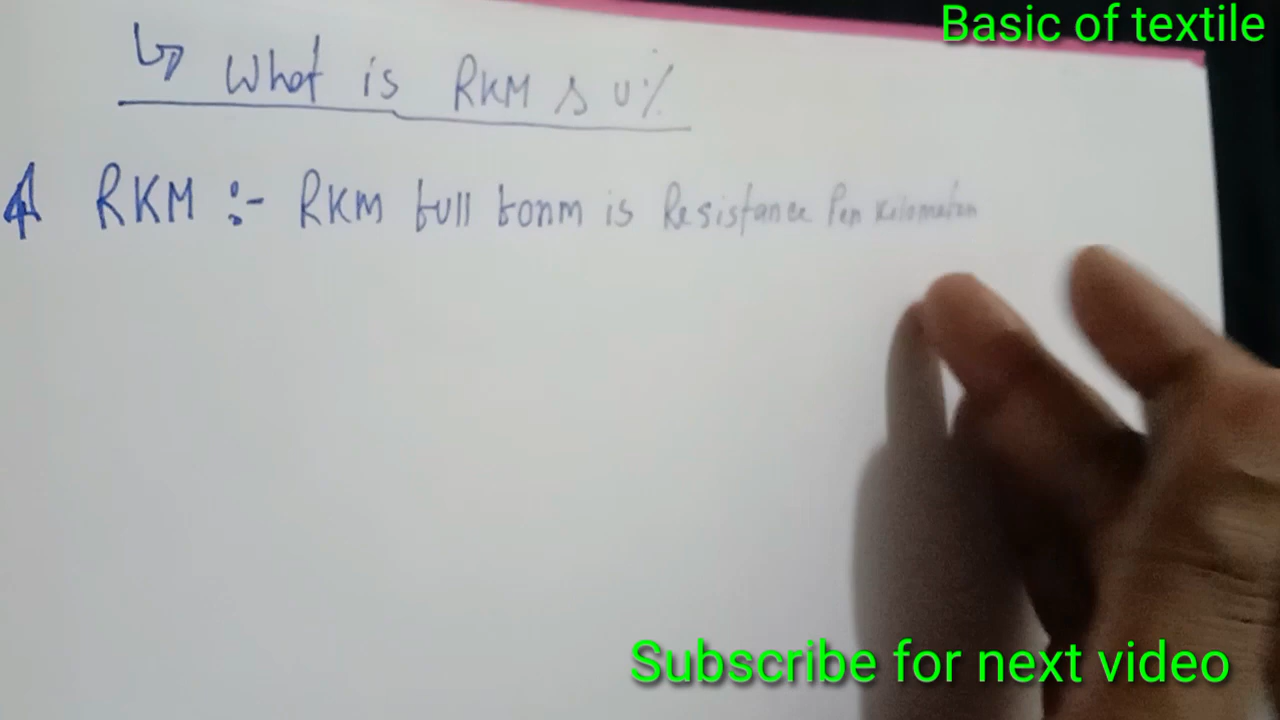 Basic of textile
↳ What is RKM & U%
RKM :- RKM full form is Resistance Per Kilometer
Subscribe for next video